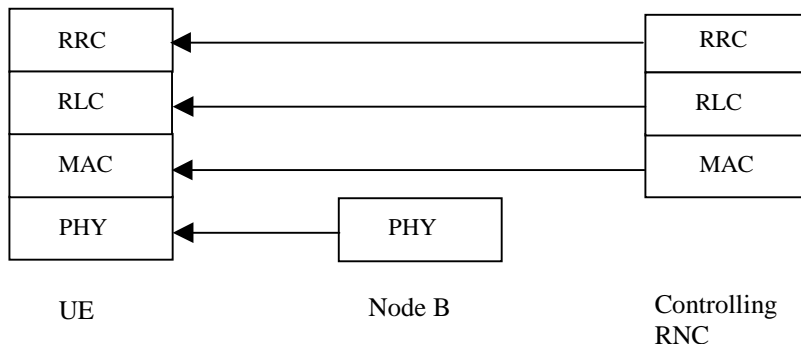 RRC RRC
RLC RLC
MAC MAC
PHY PHY
UE Node B Controlling
RNC